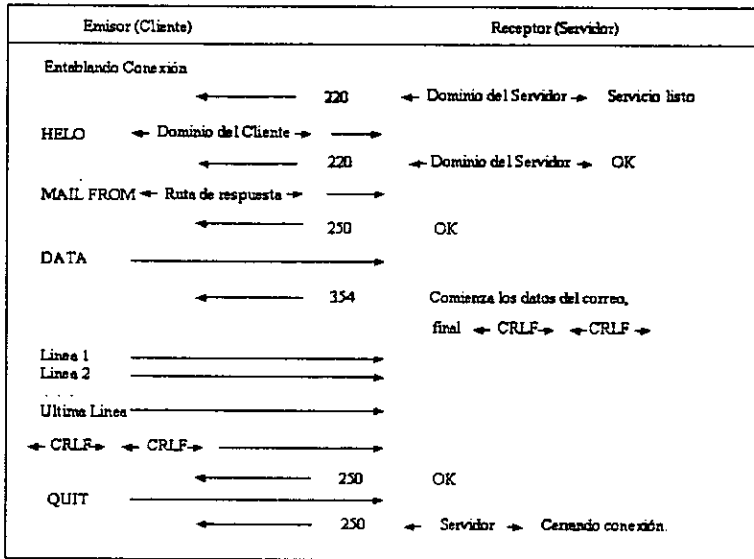 Emisor (Cliente) Receptor (Servidor)
Entablando Conexión
220 Dominio del Servidor Servicio listo
HELO Dominio del Cliente
220 Dominio del Servidor OK
MAIL FROM Ruta de respuesta
250 OK
DATA
354 Comienza los datos del correo,
final CRLF CRLF
Linea 1
Linea 2
. . .
Ultima Linea
CRLF CRLF
250 OK
QUIT
250 Servidor Cerrando conexión.